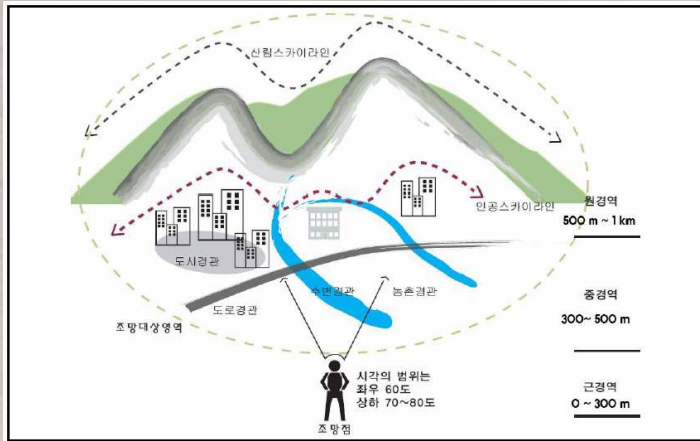 산림스카이라인
인공스카이라인
원경역
500 m ~ 1 km
도시경관
수변경관
농촌경관
중경역
300~ 500 m
도로경관
조망대상영역
시각의 범위는
좌우 60도
상하 70~80도
근경역
0 ~ 300 m
조망점